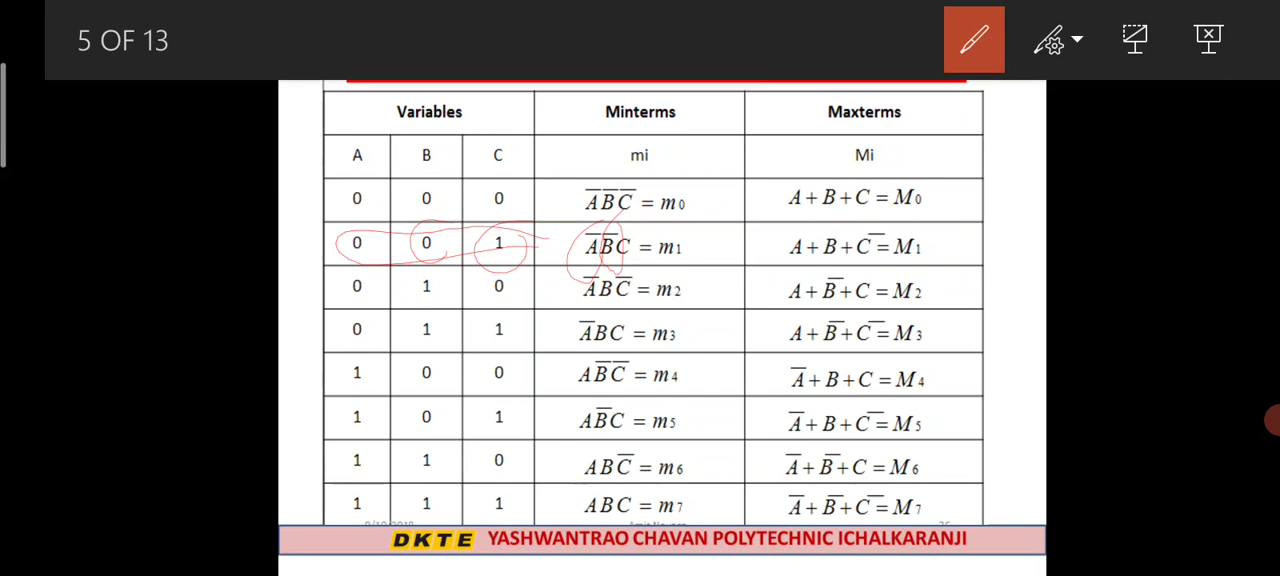 5 OF 13
Variables Minterms Maxterms
A B C mi Mi
0 0 0 A̅B̅C̅ = m0 A + B + C = M0
0 0 1 A̅B̅C = m1 A + B + C̅ = M1
0 1 0 A̅BC̅ = m2 A + B̅ + C = M2
0 1 1 A̅BC = m3 A + B̅ + C̅ = M3
1 0 0 AB̅C̅ = m4 A̅ + B + C = M4
1 0 1 AB̅C = m5 A̅ + B + C̅ = M5
1 1 0 ABC̅ = m6 A̅ + B̅ + C = M6
1 1 1 ABC = m7 A̅ + B̅ + C̅ = M7
DKTE YASHWANTRAO CHAVAN POLYTECHNIC ICHALKARANJI